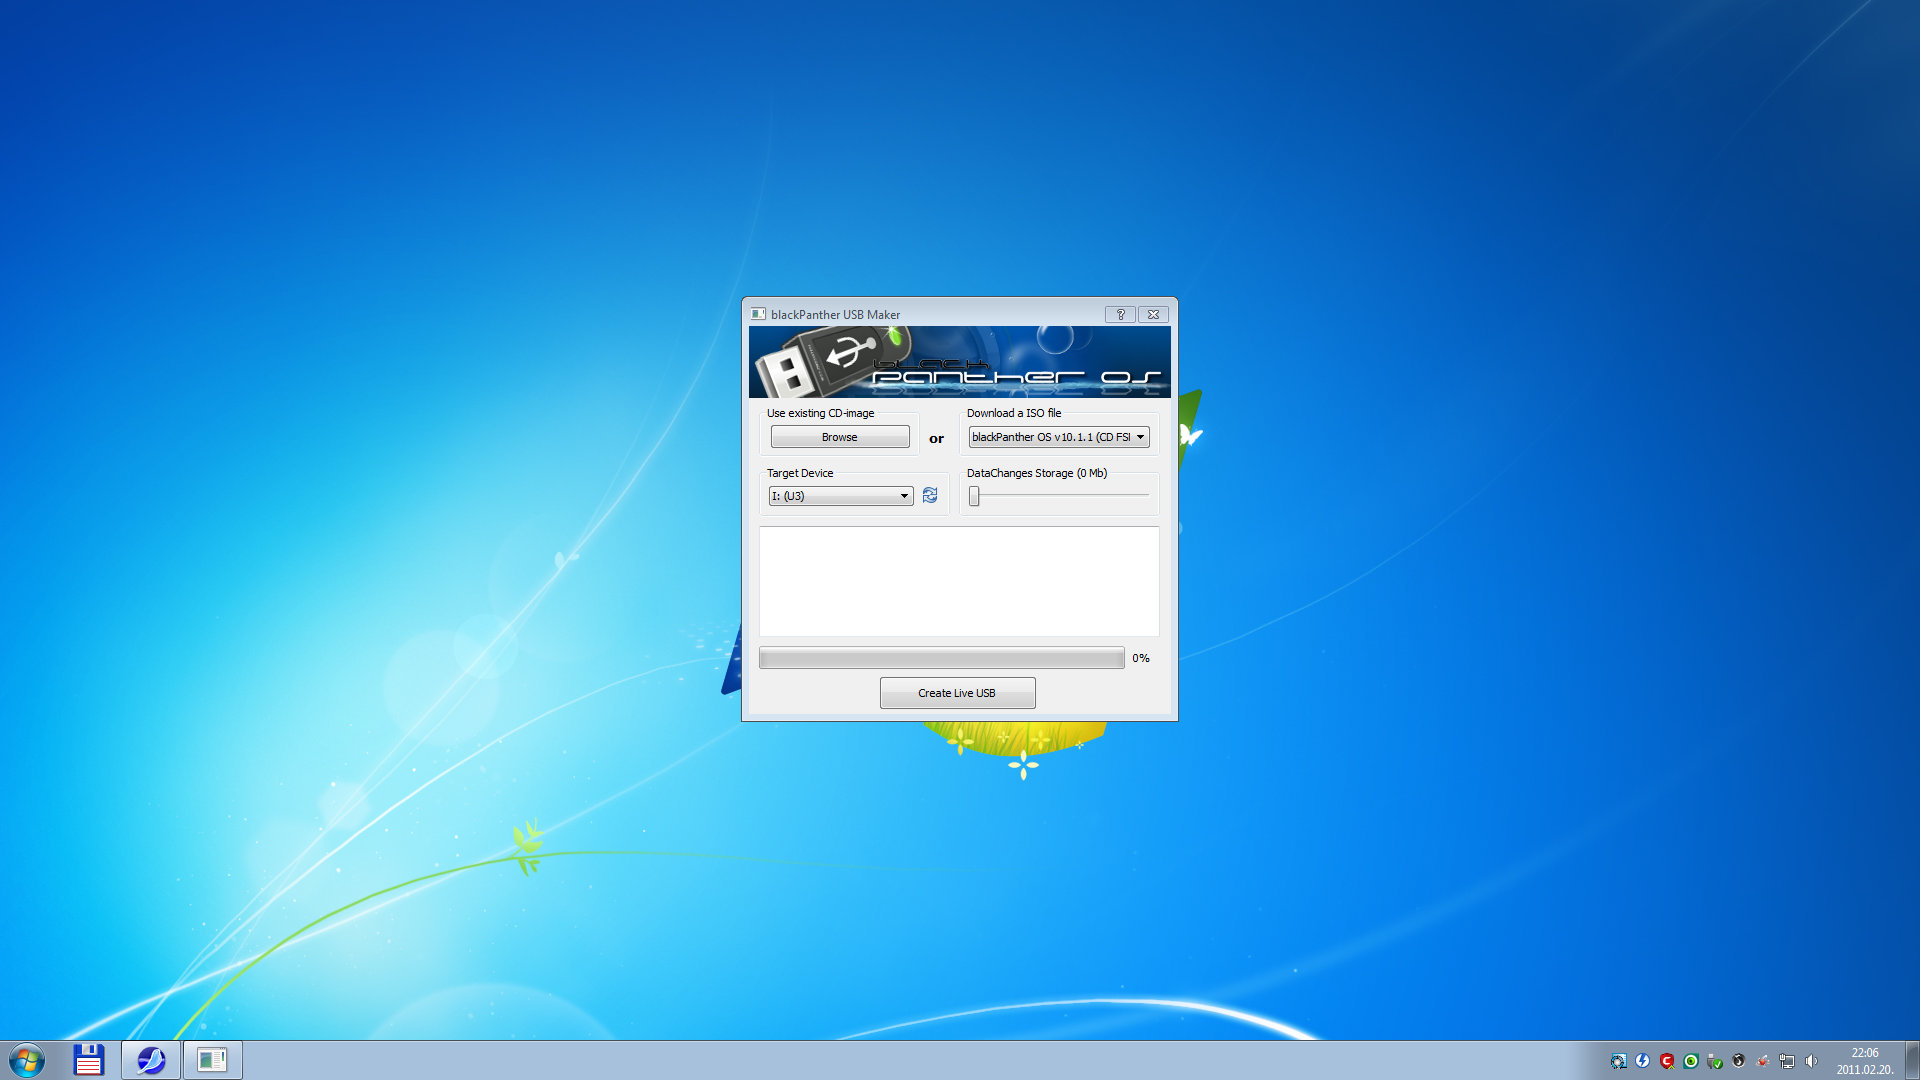 blackPanther USB Maker
black
Panther OS
Use existing CD-image
Browse
or
Download a ISO file
blackPanther OS v10.1.1 (CD FSI
Target Device
I: (U3)
DataChanges Storage (0 Mb)
0%
Create Live USB
22:06
2011.02.20.